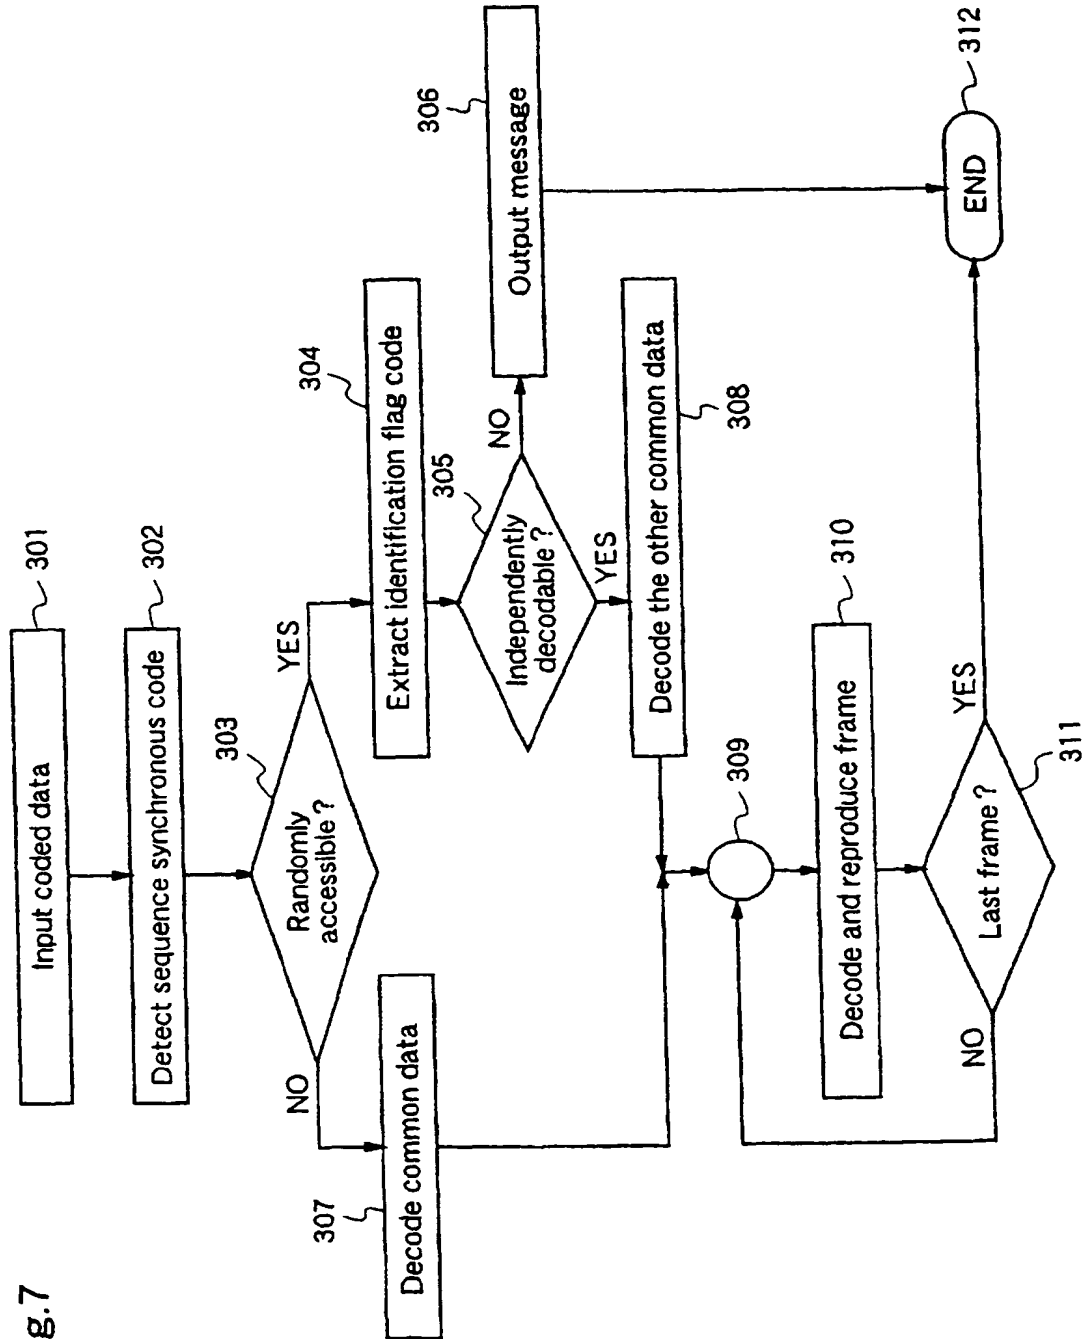 g.7
Input coded data
301
Detect sequence synchronous code
302
303
Randomly
accessible?
YES
NO
304
Extract identification flag code
305
Independently
decodable?
NO
YES
306
Output message
307
Decode common data
Decode the other common data
308
309
Decode and reproduce frame
310
Last frame?
311
NO
YES
END
312